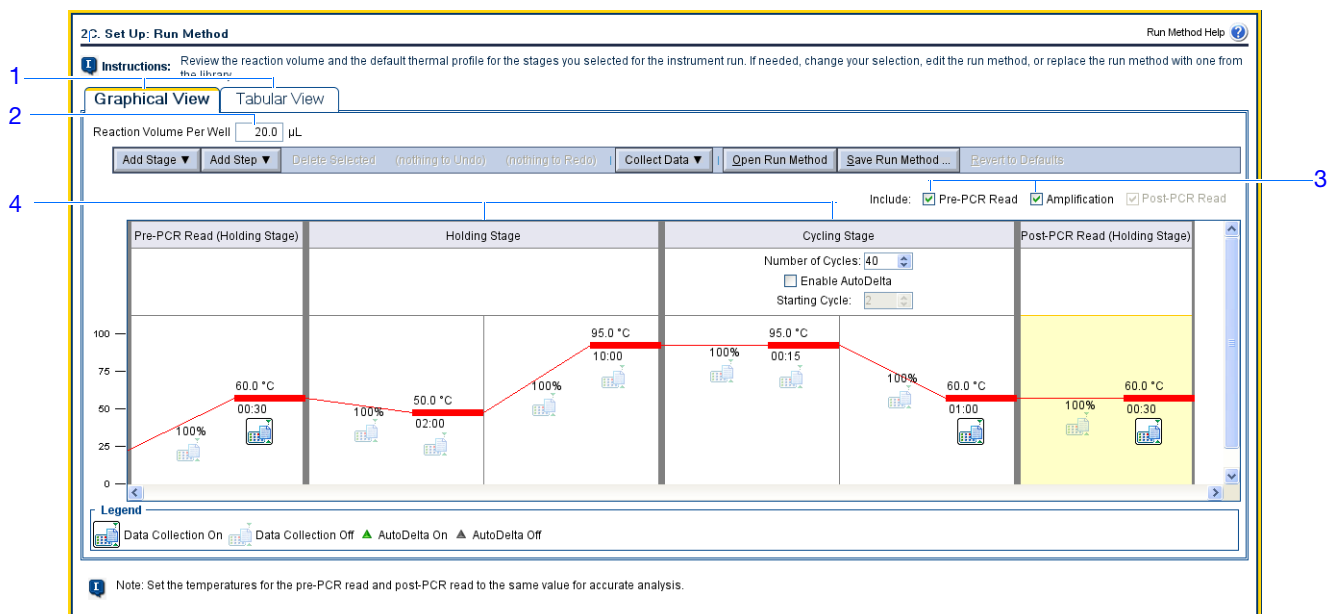 2C. Set Up: Run Method Run Method Help
Instructions: Review the reaction volume and the default thermal profile for the stages you selected for the instrument run. If needed, change your selection, edit the run method, or replace the run method with one from
the library.
1
Graphical View Tabular View
2
Reaction Volume Per Well 20.0 µL
Add Stage ▼ Add Step ▼ Delete Selected (nothing to Undo) (nothing to Redo) Collect Data ▼ Open Run Method Save Run Method ... Revert to Defaults
3
Include: Pre-PCR Read Amplification Post-PCR Read
4
Pre-PCR Read (Holding Stage) Holding Stage Cycling Stage Post-PCR Read (Holding Stage)
Number of Cycles: 40
Enable AutoDelta
Starting Cycle: 2
100 95.0 °C 95.0 °C
10:00 100% 00:15
75
60.0 °C 100% 100% 60.0 °C 60.0 °C
50.0 °C
50 00:30 100% 01:00 100% 00:30
02:00
100%
25
0
Legend
Data Collection On Data Collection Off AutoDelta On AutoDelta Off
Note: Set the temperatures for the pre-PCR read and post-PCR read to the same value for accurate analysis.